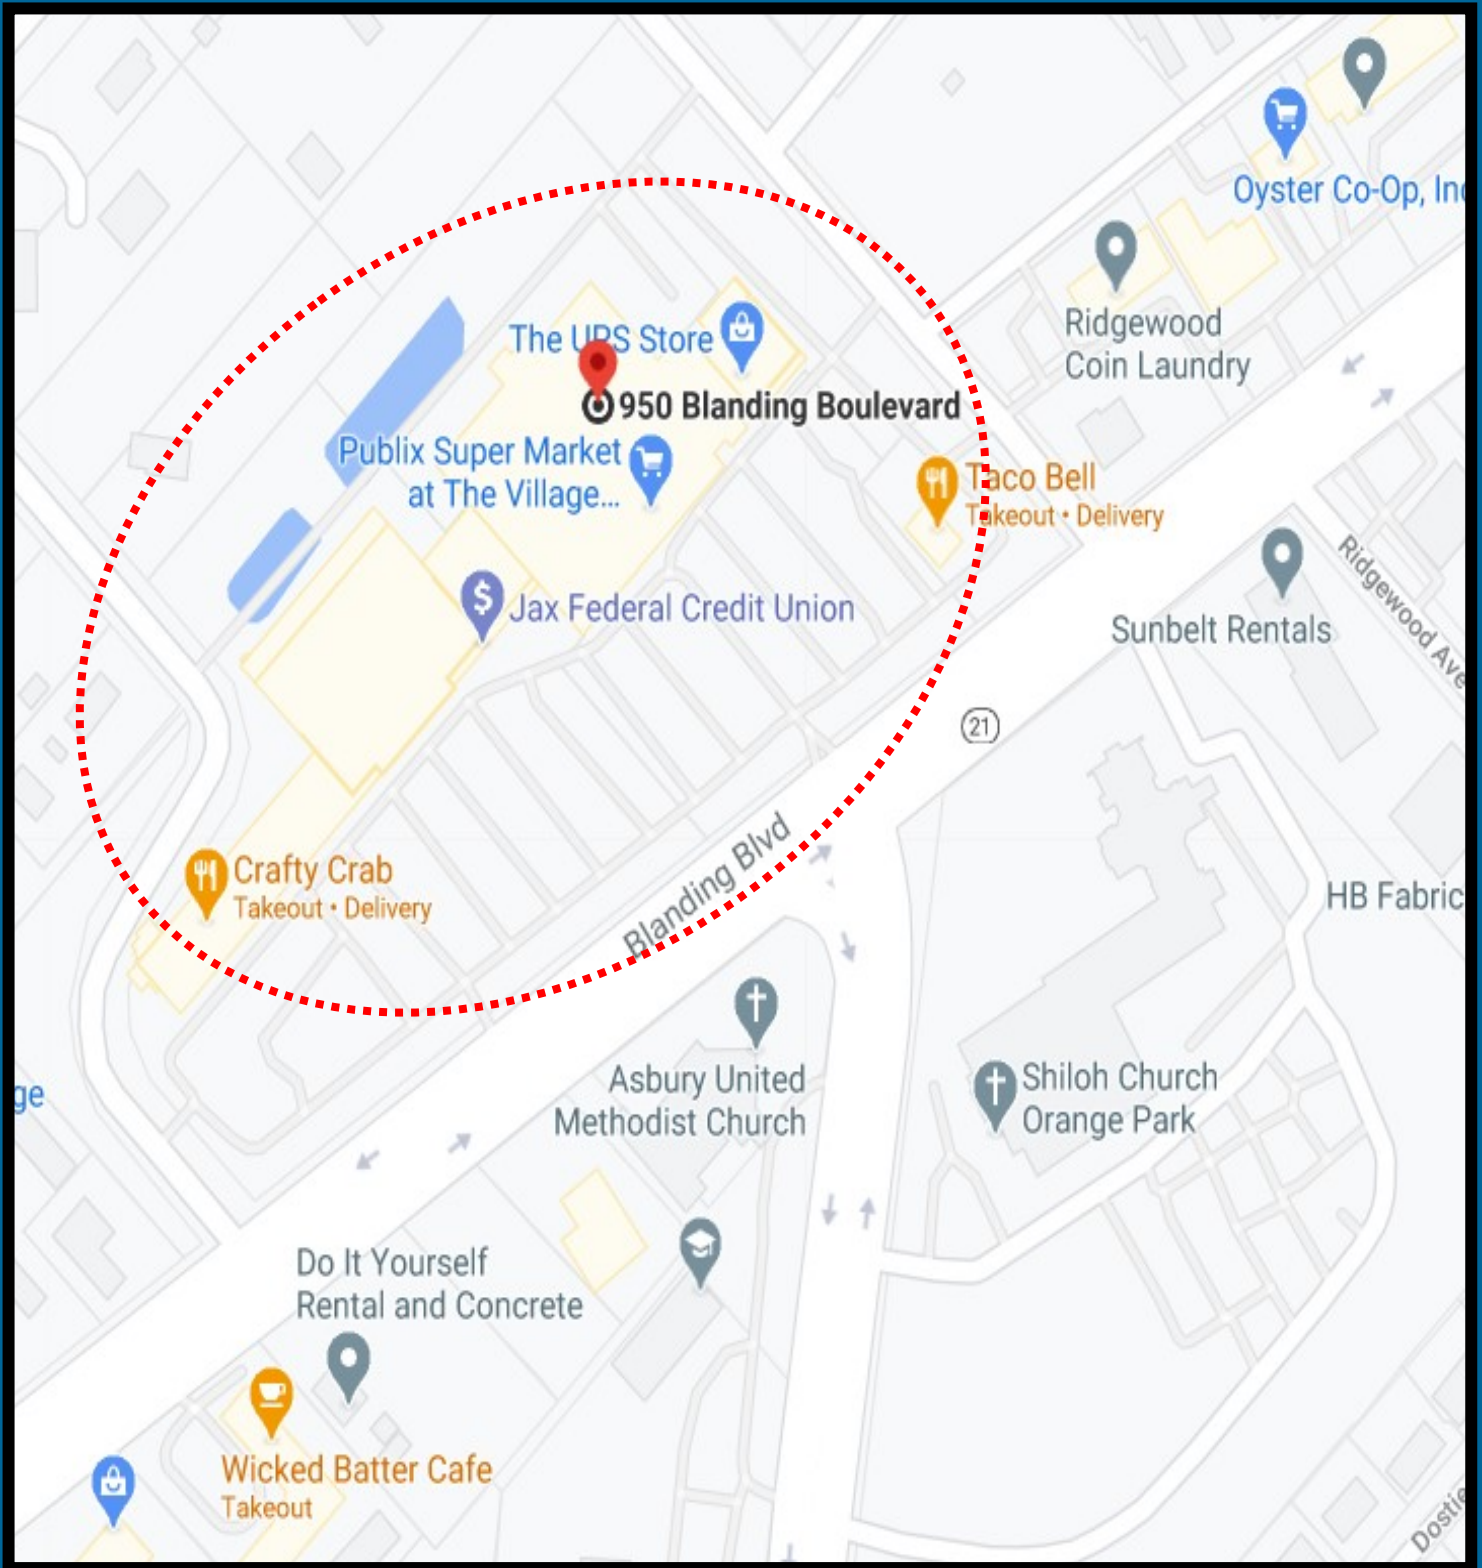 Oyster Co-Op, Inc
Ridgewood
Coin Laundry
The UPS Store
950 Blanding Boulevard
Publix Super Market
at The Village...
Taco Bell
Takeout • Delivery
Ridgewood Ave
Jax Federal Credit Union
Sunbelt Rentals
21
Blanding Blvd
Crafty Crab
Takeout • Delivery
HB Fabric
Asbury United
Methodist Church
Shiloh Church
Orange Park
ge
Do It Yourself
Rental and Concrete
Wicked Batter Cafe
Takeout
Dostie